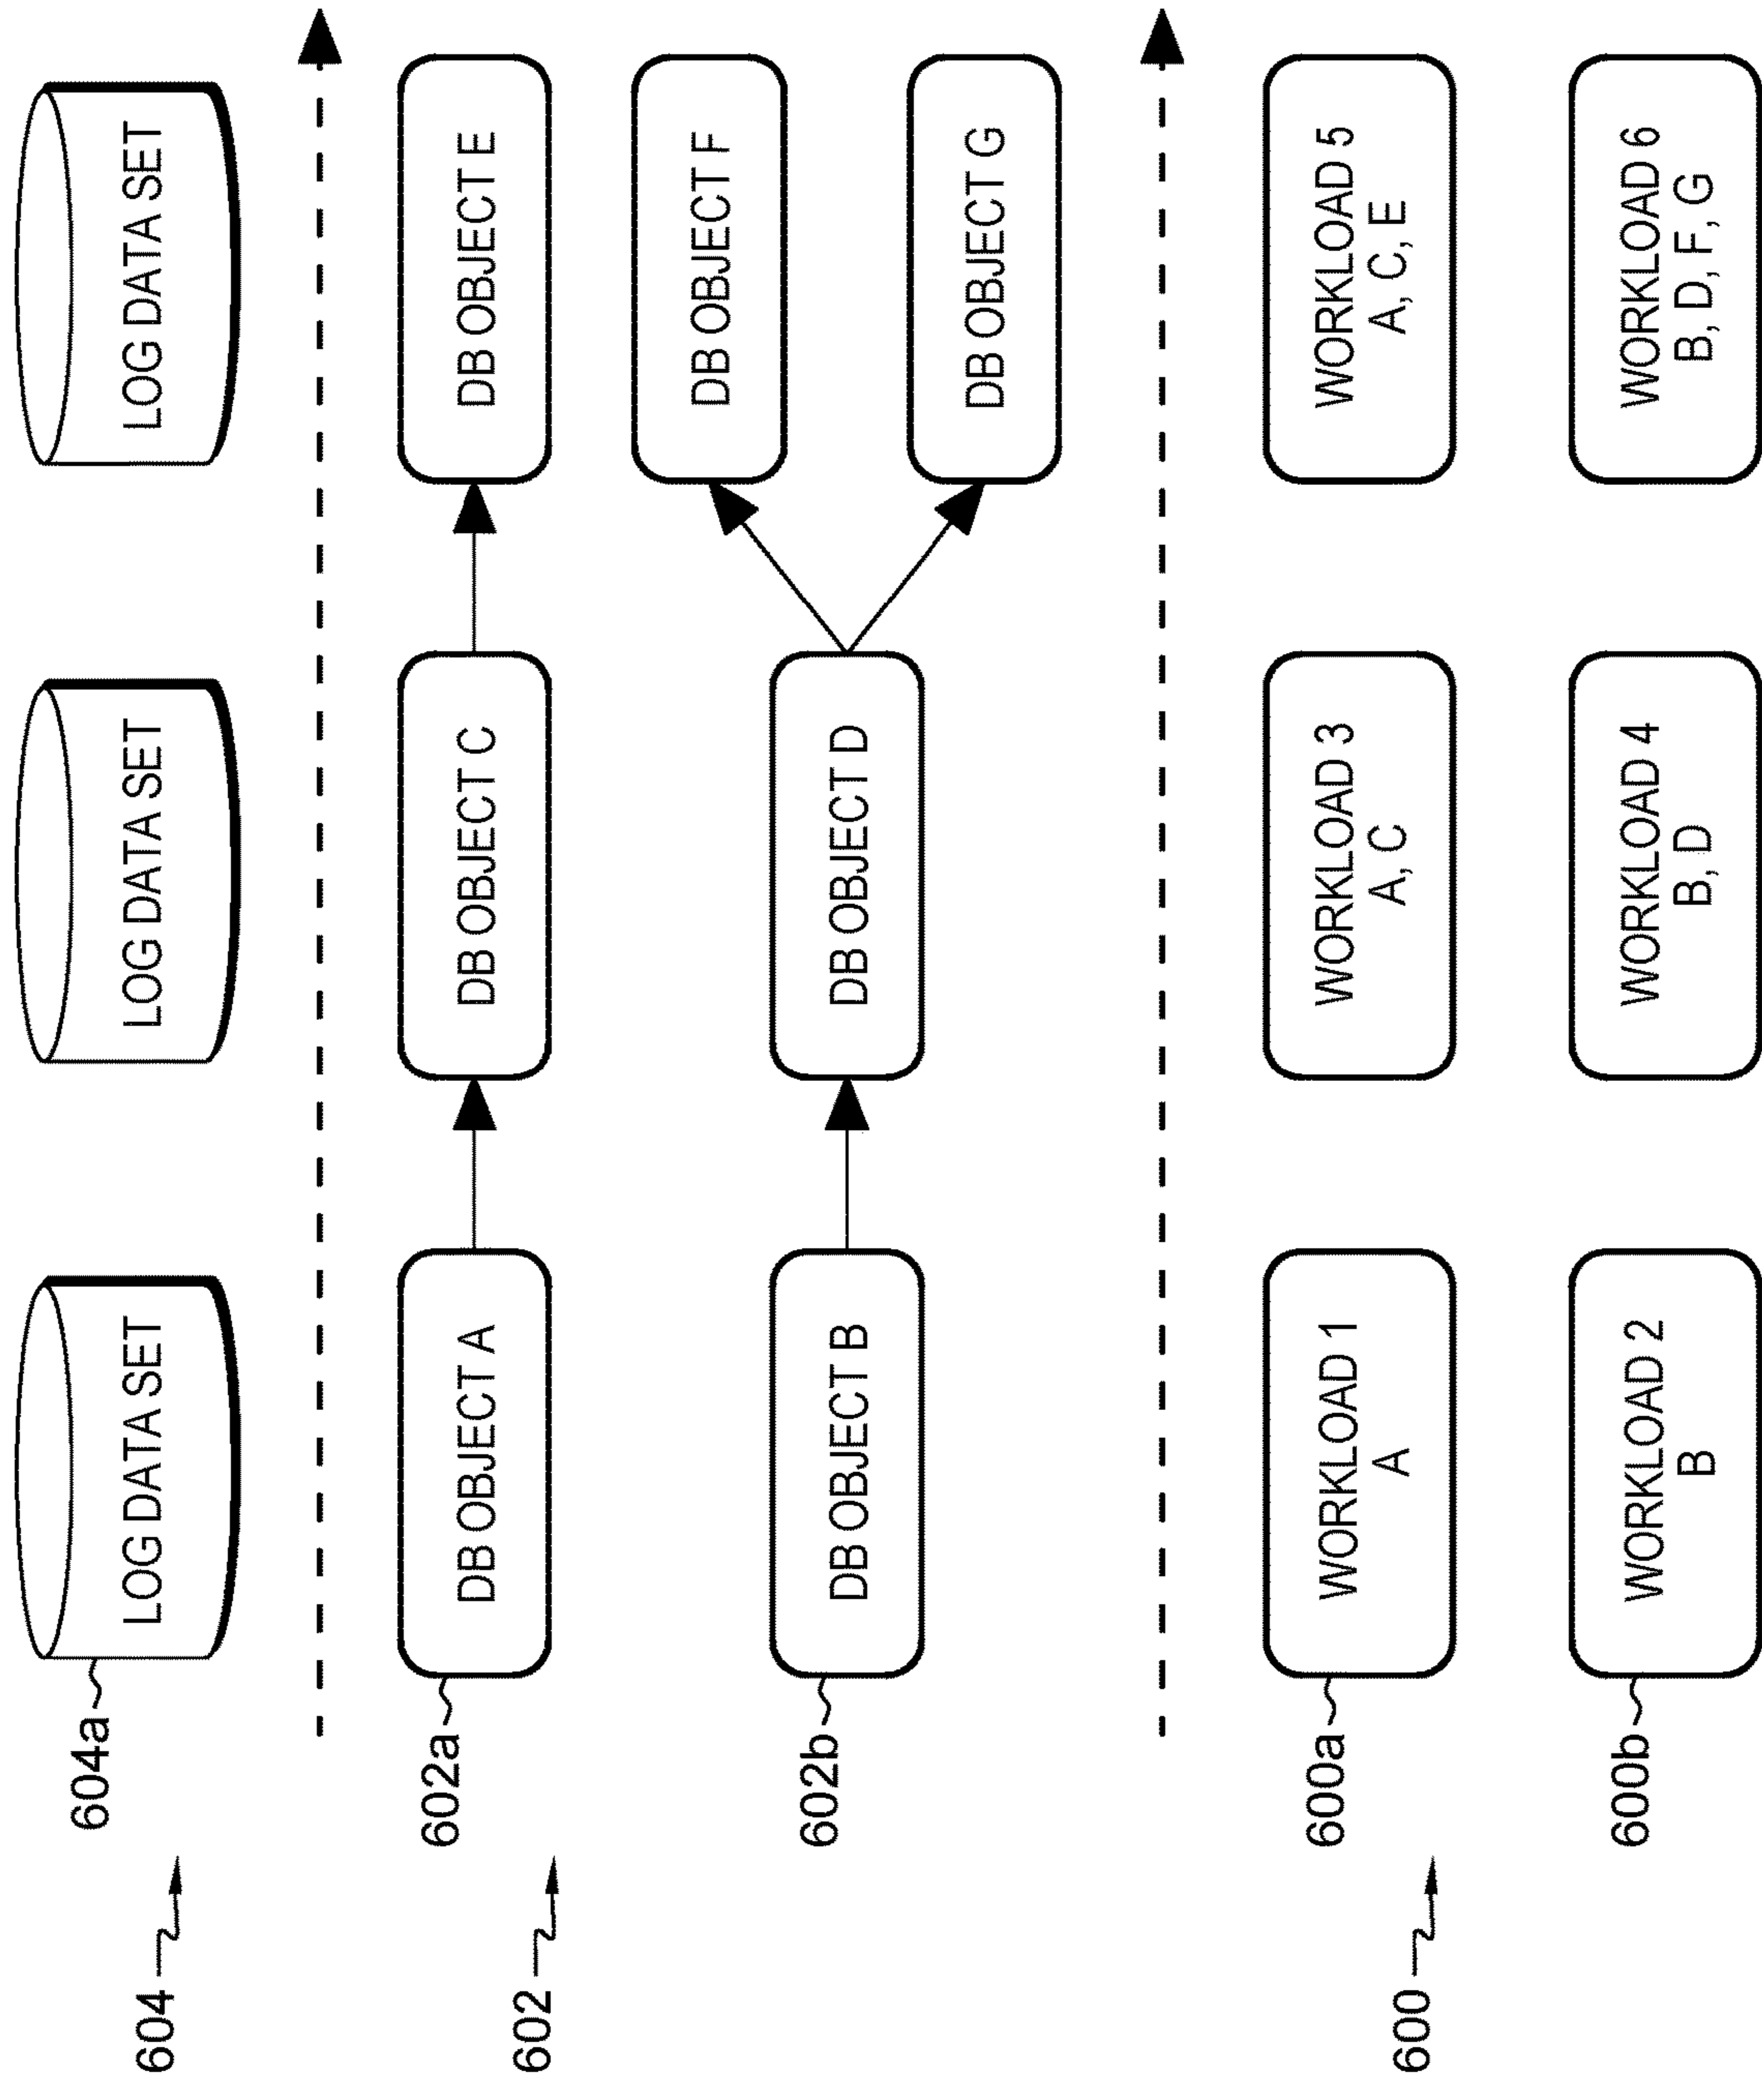 604
604a
LOG DATA SET
LOG DATA SET
LOG DATA SET
602
602a
DB OBJECT A
DB OBJECT C
DB OBJECT E
DB OBJECT F
602b
DB OBJECT B
DB OBJECT D
DB OBJECT G
600
600a
WORKLOAD 1
A
WORKLOAD 3
A, C
WORKLOAD 5
A, C, E
600b
WORKLOAD 2
B
WORKLOAD 4
B, D
WORKLOAD 6
B, D, F, G